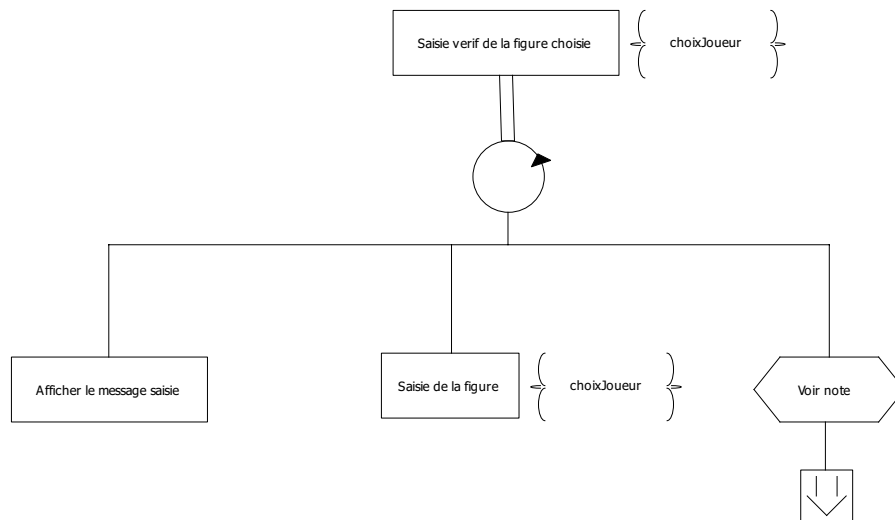 Saisie verif de la figure choisie
choixJoueur
Afficher le message saisie
Saisie de la figure
choixJoueur
Voir note